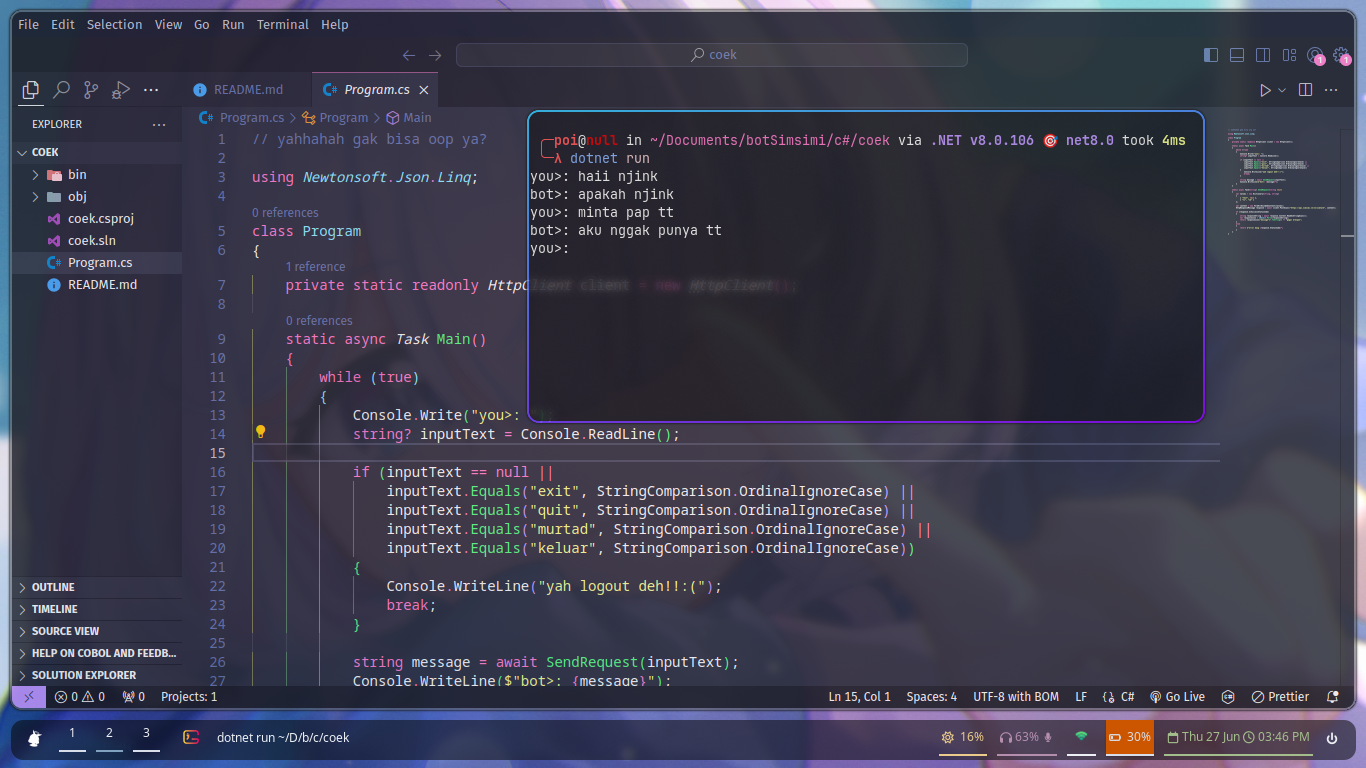 File Edit Selection View Go Run Terminal Help
coek
1 1
README.md Program.cs
EXPLORER
COEK
bin
obj
coek.csproj
coek.sln
Program.cs
README.md
OUTLINE
TIMELINE
SOURCE VIEW
HELP ON COBOL AND FEEDB...
SOLUTION EXPLORER
Program.cs > Program > Main
1 // yahhahah gak bisa oop ya?
2
3 using Newtonsoft.Json.Linq;
4
0 references
5 class Program
6 {
1 reference
7 private static readonly HttpClient client = new HttpClient();
8
0 references
9 static async Task Main()
10 {
11 while (true)
12 {
13 Console.Write("you>: ");
14 string? inputText = Console.ReadLine();
15
16 if (inputText == null ||
17 inputText.Equals("exit", StringComparison.OrdinalIgnoreCase) ||
18 inputText.Equals("quit", StringComparison.OrdinalIgnoreCase) ||
19 inputText.Equals("murtad", StringComparison.OrdinalIgnoreCase) ||
20 inputText.Equals("keluar", StringComparison.OrdinalIgnoreCase))
21 {
22 Console.WriteLine("yah logout deh!!:(");
23 break;
24 }
25
26 string message = await SendRequest(inputText);
27 Console.WriteLine($"bot>: {message}");
poi@null in ~/Documents/botSimsimi/c#/coek via .NET v8.0.106 🎯 net8.0 took 4ms
λ dotnet run
you>: haii njink
bot>: apakah njink
you>: minta pap tt
bot>: aku nggak punya tt
you>:
0 0 0 Projects: 1 Ln 15, Col 1 Spaces: 4 UTF-8 with BOM LF C# Go Live Prettier
1 2 3 dotnet run ~/D/b/c/coek 16% 63% 30% Thu 27 Jun 03:46 PM